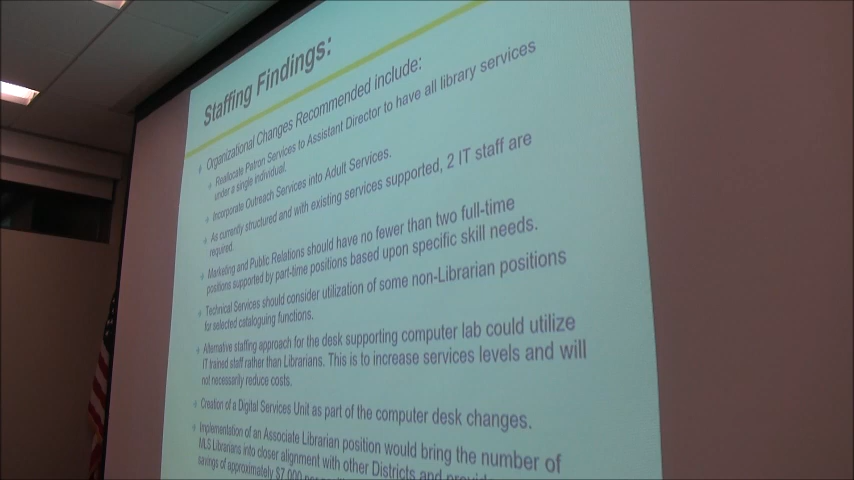 Staffing Findings:
Organizational Changes Recommended include:
Reallocate Patron Services to Assistant Director to have all library services
under a single individual.
Incorporate Outreach Services into Adult Services.
As currently structured and with existing services supported, 2 IT staff are
required.
Marketing and Public Relations should have no fewer than two full-time
positions supported by part-time positions based upon specific skill needs.
Technical Services should consider utilization of some non-Librarian positions
for selected cataloguing functions.
Alternative staffing approach for the desk supporting computer lab could utilize
IT trained staff rather than Librarians. This is to increase services levels and will
not necessarily reduce costs.
Creation of a Digital Services Unit as part of the computer desk changes.
Implementation of an Associate Librarian position would bring the number of
MLS Librarians into closer alignment with other Districts and
savings of approximately $7,000